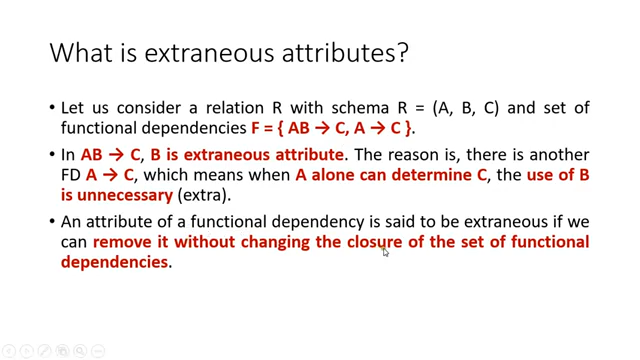 What is extraneous attributes?
• Let us consider a relation R with schema R = (A, B, C) and set of
functional dependencies F = { AB → C, A → C }.
• In AB → C, B is extraneous attribute. The reason is, there is another
FD A → C, which means when A alone can determine C, the use of B
is unnecessary (extra).
• An attribute of a functional dependency is said to be extraneous if we
can remove it without changing the closure of the set of functional
dependencies.